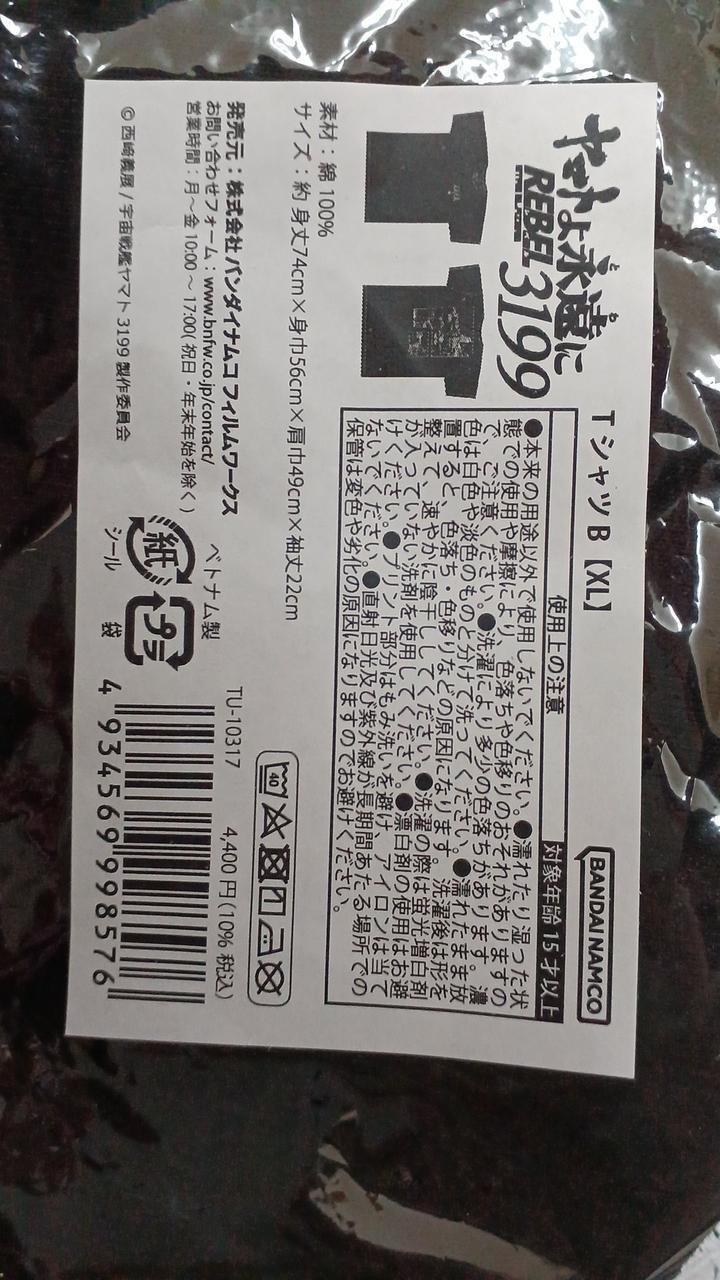 ヤマトよ永遠に
とわ
REBEL3199
TシャツB【XL】
BANDAI NAMCO
使用上の注意
対象年齢15才以上
●本来の用途以外で使用しないでください。●濡れたり湿った状
態での使用や摩擦により、色落ちや色移りのおそれがありますの
で、ご注意ください。●洗濯により多少の色落ちがあります。濃
色は白色や淡色のものと分けて洗ってください。●濡れたまま放
置すると、色落ち・色移りなどの原因になります。洗濯後は形を
整えて、速やかに陰干ししてください。●洗濯の際は蛍光増白剤
が入っていない洗剤を使用してください。●漂白剤の使用はお避
けください。●プリント部分はもみ洗いを避け、アイロンは当て
ないでください。●直射日光及び紫外線が長期間あたる場所での
保管は変色や劣化の原因になりますのでお避けください。
素材：綿 100%
サイズ：約 身丈74cm×身巾56cm×肩巾49cm×袖丈22cm
40
発売元：株式会社バンダイナムコフィルムワークス
お問い合わせフォーム：www.bnfw.co.jp/contact/
営業時間：月～金 10:00 ～ 17:00( 祝日・年末年始を除く )
© 西﨑義展 / 宇宙戦艦ヤマト 3199 製作委員会
ベトナム製
紙
シール
プラ
袋
TU-10317
4,400円(10% 税込)
4 934569 998576